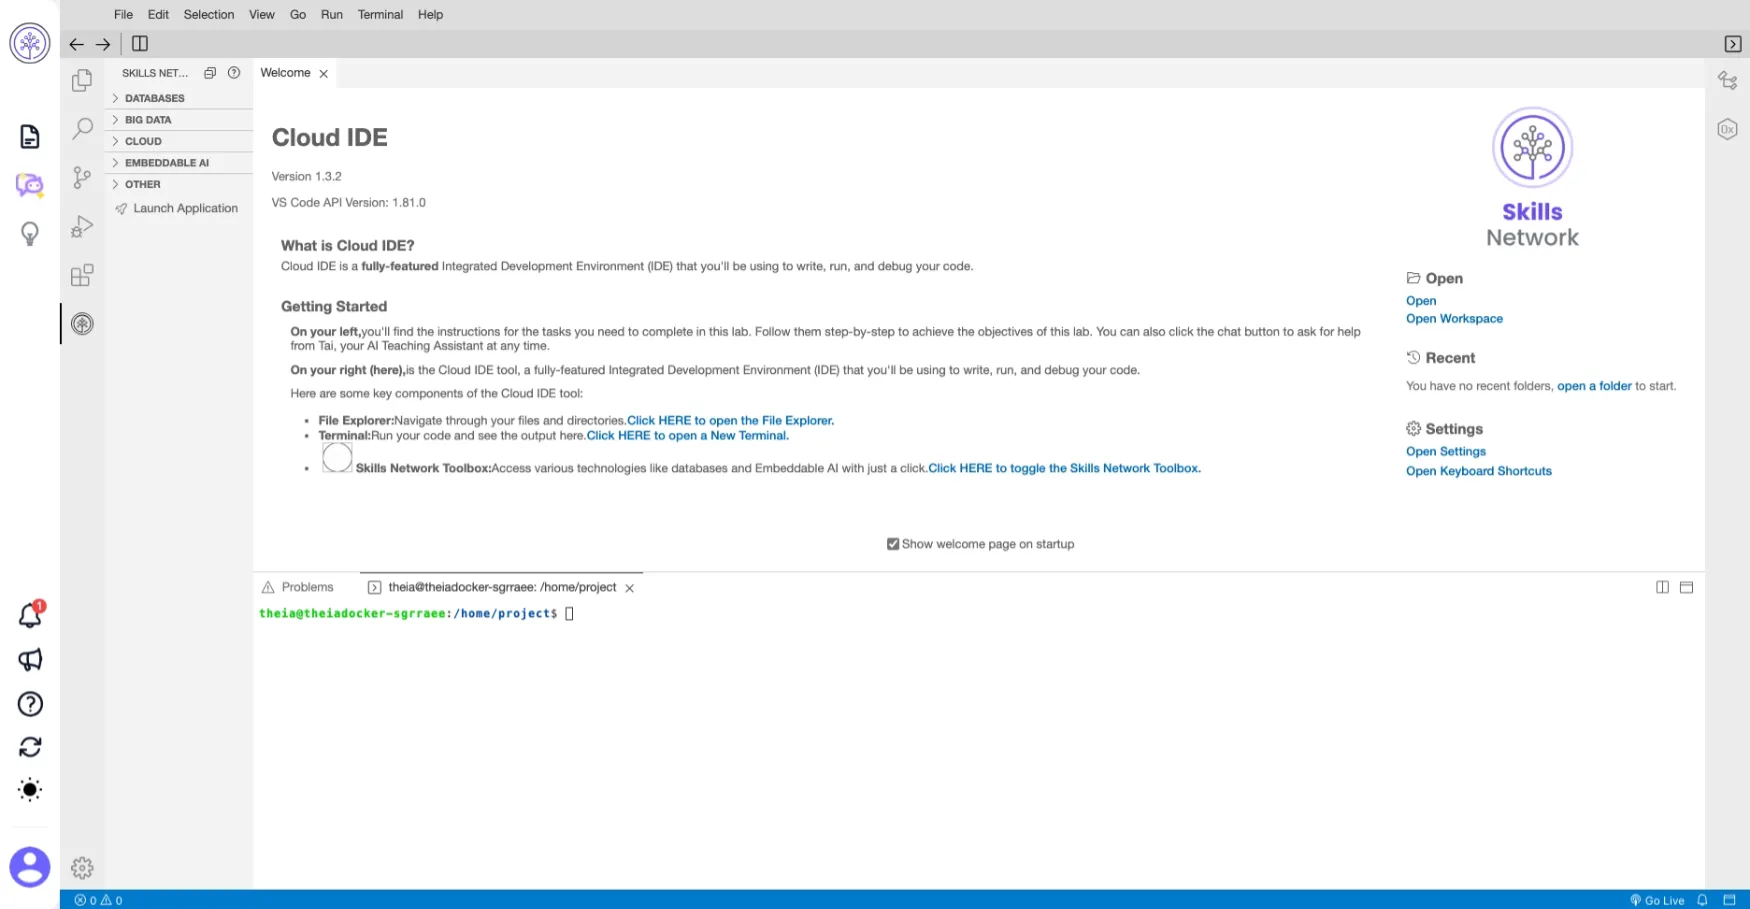 File Edit Selection View Go Run Terminal Help
SKILLS NET...
DATABASES
BIG DATA
CLOUD
EMBEDDABLE AI
OTHER
Launch Application
Welcome
Cloud IDE
Version 1.3.2
VS Code API Version: 1.81.0
What is Cloud IDE?
Cloud IDE is a fully-featured Integrated Development Environment (IDE) that you'll be using to write, run, and debug your code.
Getting Started
On your left,you'll find the instructions for the tasks you need to complete in this lab. Follow them step-by-step to achieve the objectives of this lab. You can also click the chat button to ask for help
from Tai, your AI Teaching Assistant at any time.
On your right (here),is the Cloud IDE tool, a fully-featured Integrated Development Environment (IDE) that you'll be using to write, run, and debug your code.
Here are some key components of the Cloud IDE tool:
• File Explorer:Navigate through your files and directories.Click HERE to open the File Explorer.
• Terminal:Run your code and see the output here.Click HERE to open a New Terminal.
• Skills Network Toolbox:Access various technologies like databases and Embeddable AI with just a click.Click HERE to toggle the Skills Network Toolbox.
Show welcome page on startup
Skills
Network
Open
Open
Open Workspace
Recent
You have no recent folders, open a folder to start.
Settings
Open Settings
Open Keyboard Shortcuts
0x
Problems
theia@theiadocker-sgrraee: /home/project
theia@theiadocker-sgrraee:/home/project$
1
0 0
Go Live